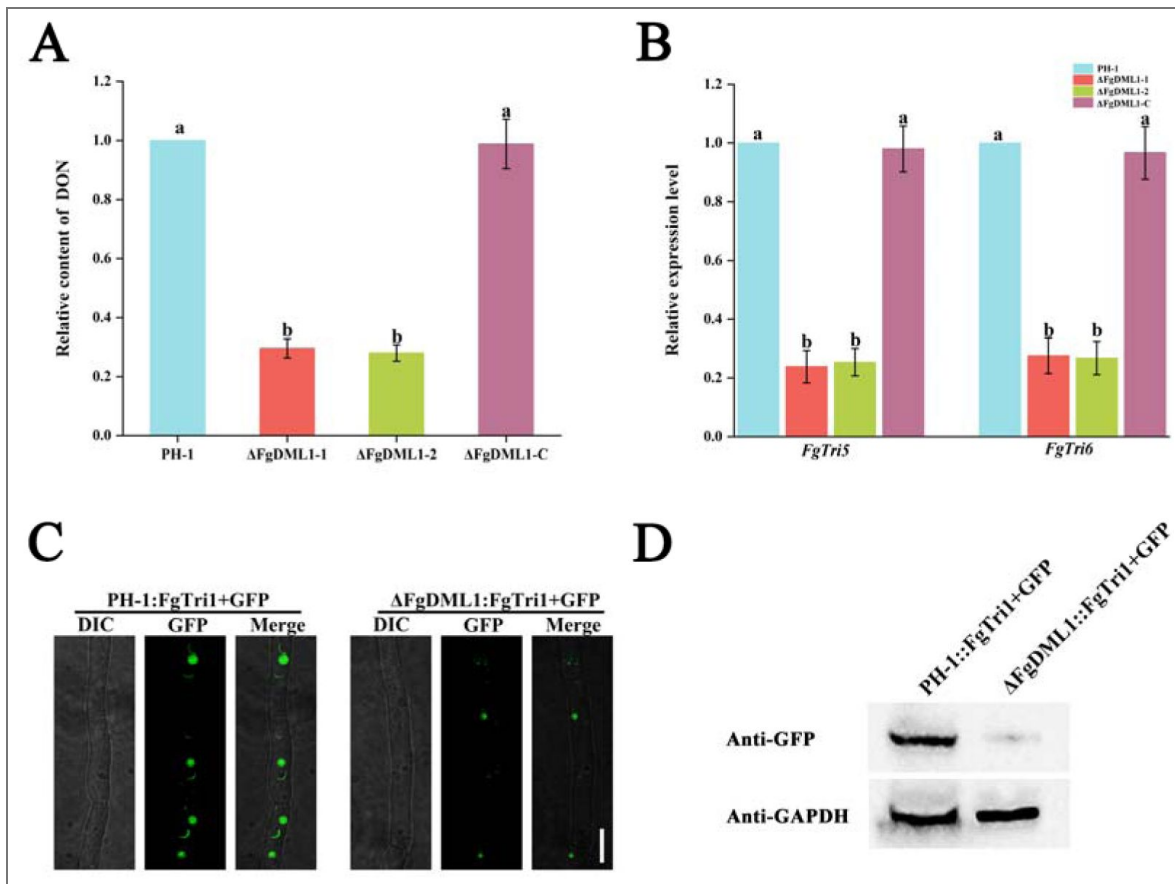 A
Relative content of DON
1.2
1.0
0.8
0.6
0.4
0.2
0.0
a
b
b
a
PH-1
ΔFgDML1-1
ΔFgDML1-2
ΔFgDML1-C
B
PH-1
ΔFgDML1-1
ΔFgDML1-2
ΔFgDML1-C
Relative expression level
1.2
1.0
0.8
0.6
0.4
0.2
0.0
a
b
b
a
a
b
b
a
FgTri5
FgTri6
C
PH-1:FgTri1+GFP
DIC GFP Merge
ΔFgDML1:FgTri1+GFP
DIC GFP Merge
D
PH-1::FgTri1+GFP
ΔFgDML1::FgTri1+GFP
Anti-GFP
Anti-GAPDH